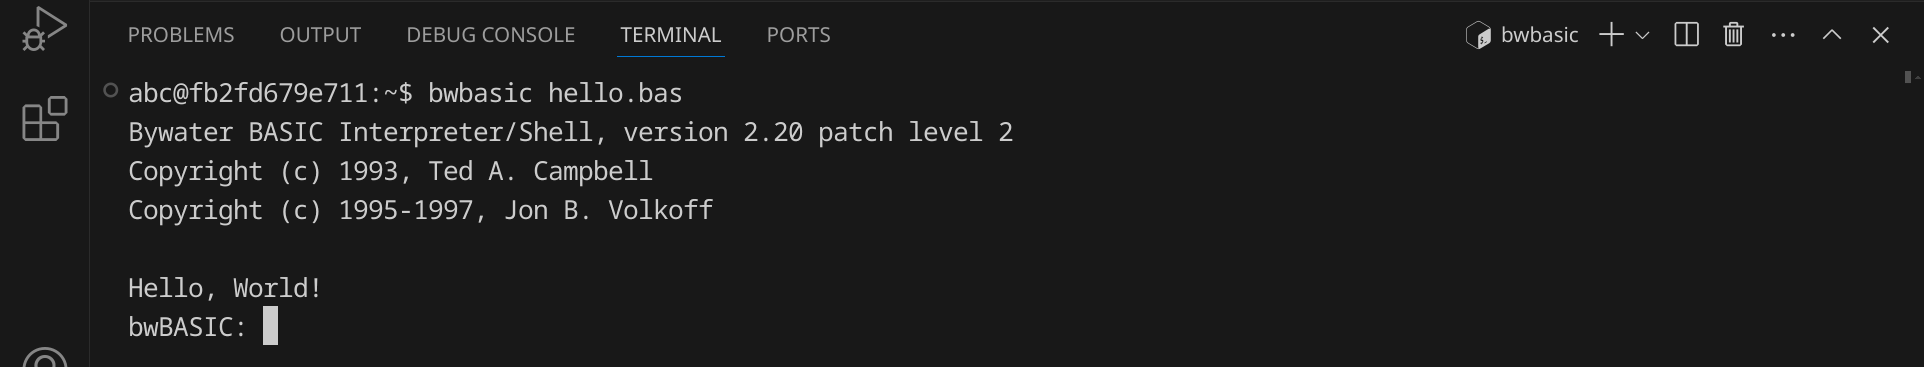 PROBLEMS OUTPUT DEBUG CONSOLE TERMINAL PORTS bwbasic
abc@fb2fd679e711:~$ bwbasic hello.bas
Bywater BASIC Interpreter/Shell, version 2.20 patch level 2
Copyright (c) 1993, Ted A. Campbell
Copyright (c) 1995-1997, Jon B. Volkoff
Hello, World!
bwBASIC: